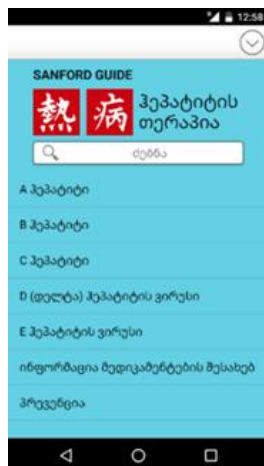 12:58
SANFORD GUIDE
熱 病
ჰეპატიტის
თერაპია
ძებნა
A ჰეპატიტი
B ჰეპატიტი
C ჰეპატიტი
D (დელტა) ჰეპატიტის ვირუსი
E ჰეპატიტის ვირუსი
ინფორმაცია მედიკამენტების შესახებ
პრევენცია